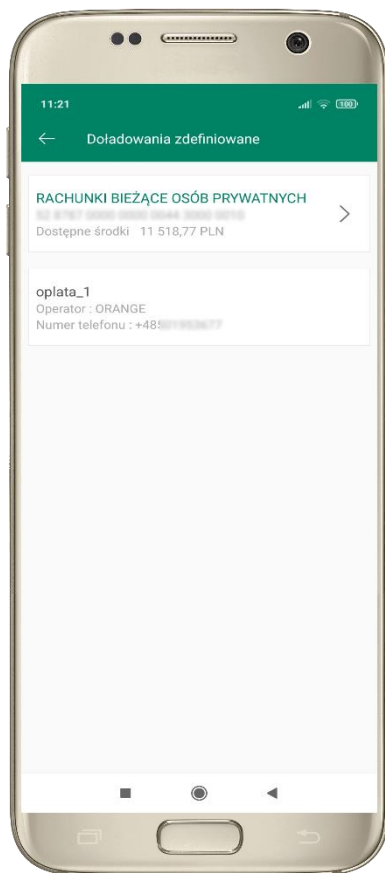 11:21
100
Doładowania zdefiniowane
RACHUNKI BIEŻĄCE OSÓB PRYWATNYCH
Dostępne środki 11 518,77 PLN
oplata_1
Operator : ORANGE
Numer telefonu : +48